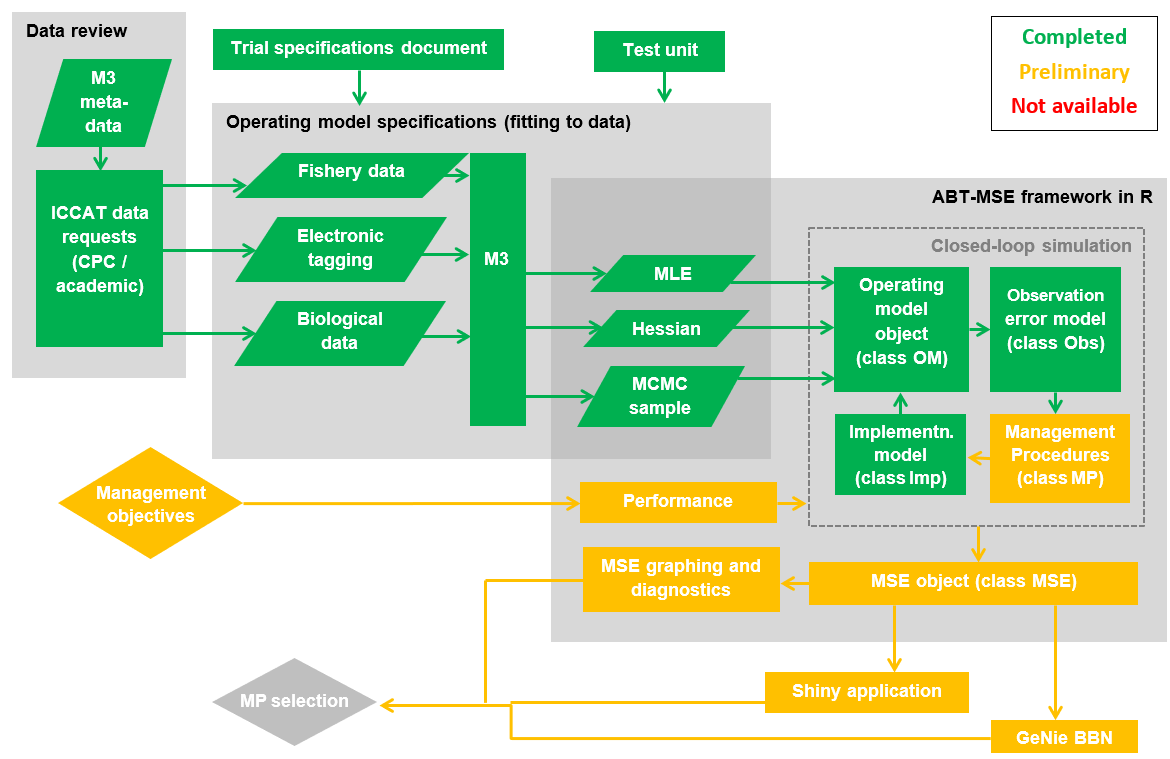 Data review
M3
meta-
data
ICCAT data
requests
(CPC /
academic)
Trial specifications document
Test unit
Completed
Preliminary
Not available
Operating model specifications (fitting to data)
Fishery data
Electronic
tagging
Biological
data
M3
ABT-MSE framework in R
Closed-loop simulation
MLE
Hessian
MCMC
sample
Operating
model
object
(class OM)
Observation
error model
(class Obs)
Implementn.
model
(class Imp)
Management
Procedures
(class MP)
Management
objectives
Performance
MSE graphing and
diagnostics
MSE object (class MSE)
MP selection
Shiny application
GeNie BBN